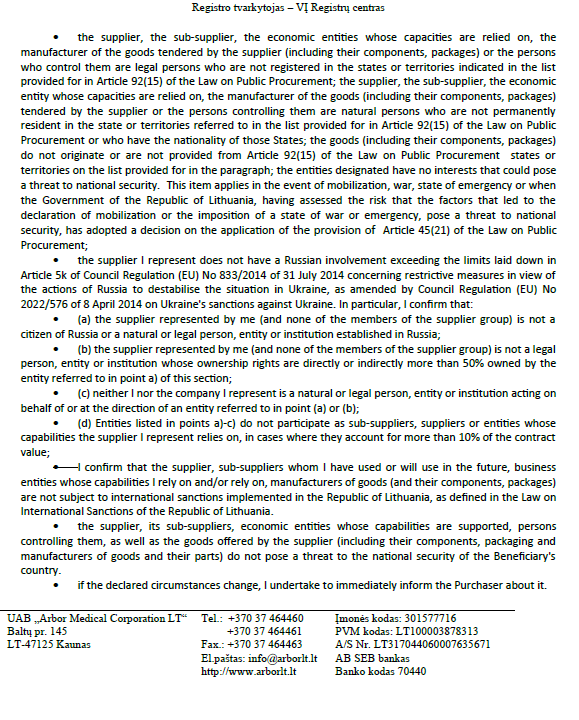 Registro tvarkytojas – VĮ Registrų centras
• the supplier, the sub-supplier, the economic entities whose capacities are relied on, the
manufacturer of the goods tendered by the supplier (including their components, packages) or the persons
who control them are legal persons who are not registered in the states or territories indicated in the list
provided for in Article 92(15) of the Law on Public Procurement; the supplier, the sub-supplier, the economic
entity whose capacities are relied on, the manufacturer of the goods (including their components, packages)
tendered by the supplier or the persons controlling them are natural persons who are not permanently
resident in the state or territories referred to in the list provided for in Article 92(15) of the Law on Public
Procurement or who have the nationality of those States; the goods (including their components, packages)
do not originate or are not provided from Article 92(15) of the Law on Public Procurement states or
territories on the list provided for in the paragraph; the entities designated have no interests that could pose
a threat to national security. This item applies in the event of mobilization, war, state of emergency or when
the Government of the Republic of Lithuania, having assessed the risk that the factors that led to the
declaration of mobilization or the imposition of a state of war or emergency, pose a threat to national
security, has adopted a decision on the application of the provision of Article 45(21) of the Law on Public
Procurement;
• the supplier I represent does not have a Russian involvement exceeding the limits laid down in
Article 5k of Council Regulation (EU) No 833/2014 of 31 July 2014 concerning restrictive measures in view of
the actions of Russia to destabilise the situation in Ukraine, as amended by Council Regulation (EU) No
2022/576 of 8 April 2014 on Ukraine's sanctions against Ukraine. In particular, I confirm that:
• (a) the supplier represented by me (and none of the members of the supplier group) is not a
citizen of Russia or a natural or legal person, entity or institution established in Russia;
• (b) the supplier represented by me (and none of the members of the supplier group) is not a legal
person, entity or institution whose ownership rights are directly or indirectly more than 50% owned by the
entity referred to in point a) of this section;
• (c) neither I nor the company I represent is a natural or legal person, entity or institution acting on
behalf of or at the direction of an entity referred to in point (a) or (b);
• (d) Entities listed in points a)-c) do not participate as sub-suppliers, suppliers or entities whose
capabilities the supplier I represent relies on, in cases where they account for more than 10% of the contract
value;
• I confirm that the supplier, sub-suppliers whom I have used or will use in the future, business
entities whose capabilities I rely on and/or rely on, manufacturers of goods (and their components, packages)
are not subject to international sanctions implemented in the Republic of Lithuania, as defined in the Law on
International Sanctions of the Republic of Lithuania.
• the supplier, its sub-suppliers, economic entities whose capabilities are supported, persons
controlling them, as well as the goods offered by the supplier (including their components, packaging and
manufacturers of goods and their parts) do not pose a threat to the national security of the Beneficiary's
country.
• if the declared circumstances change, I undertake to immediately inform the Purchaser about it.
UAB „Arbor Medical Corporation LT“ Tel.: +370 37 464460 Įmonės kodas: 301577716
Baltų pr. 145 +370 37 464461 PVM kodas: LT100003878313
LT-47125 Kaunas Fax.: +370 37 464463 A/S Nr. LT317044060007635671
El.paštas: info@arborlt.lt AB SEB bankas
http://www.arborlt.lt Banko kodas 70440